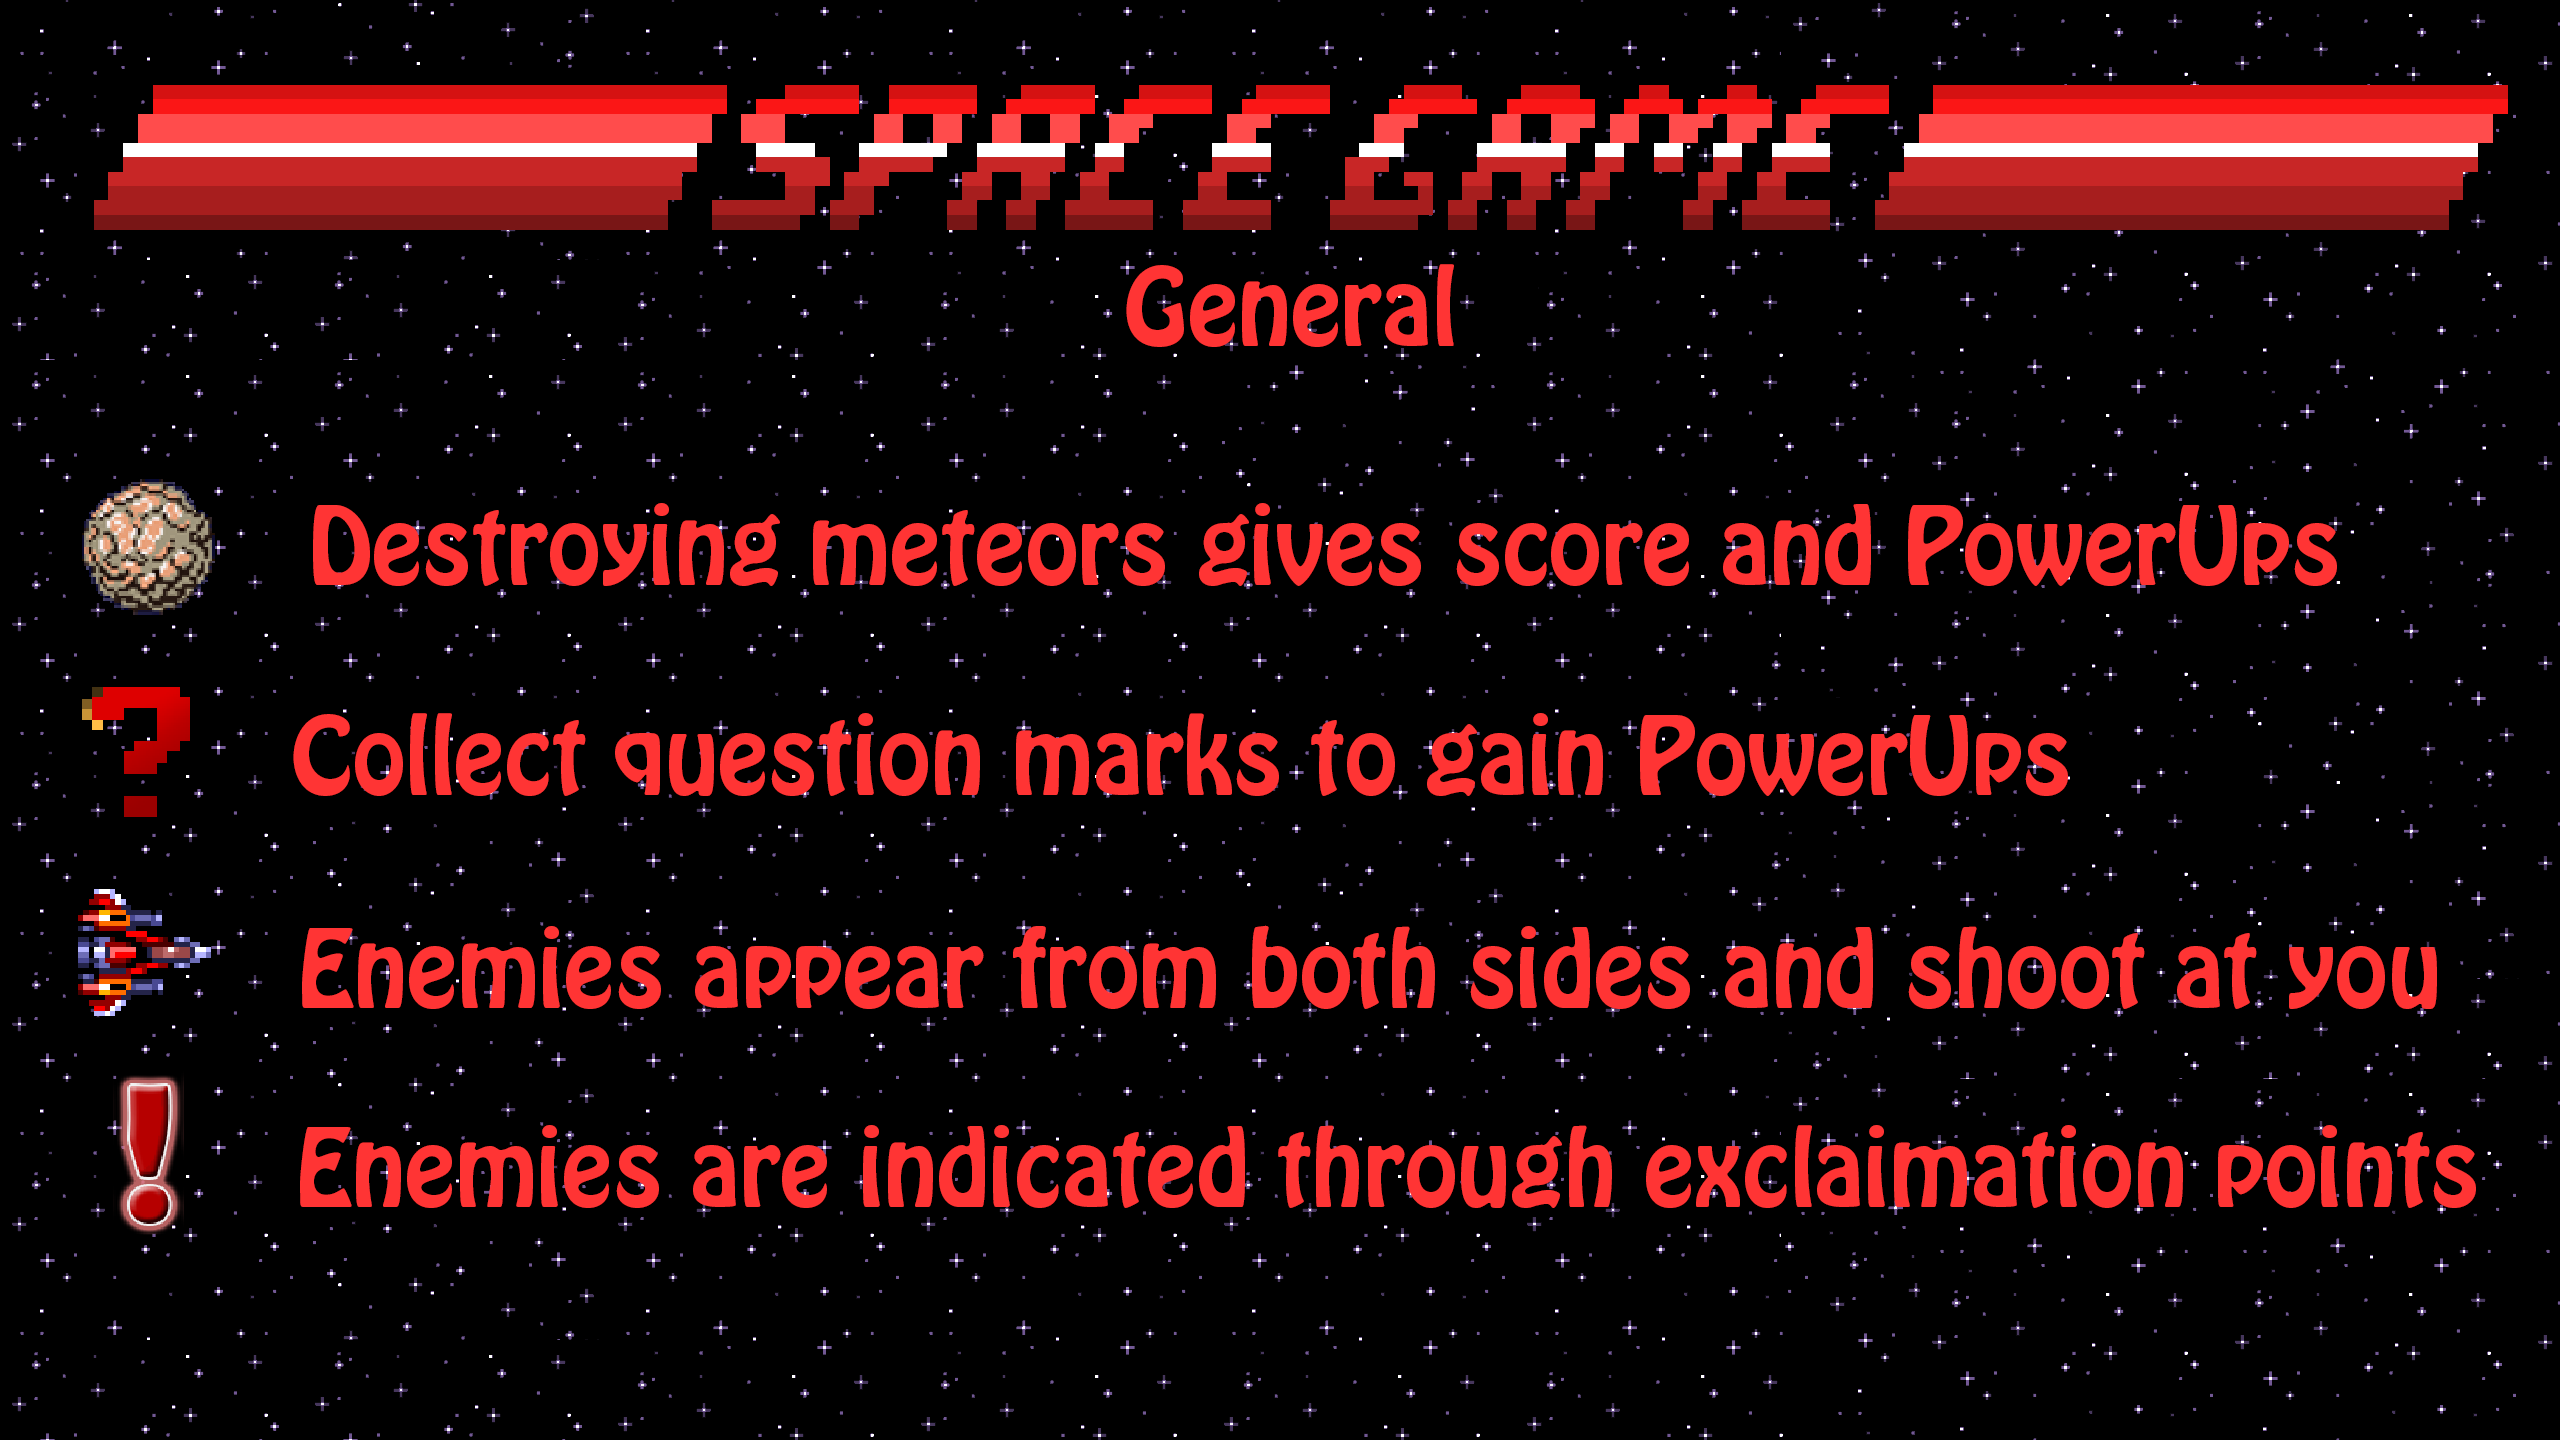 SPACE GAME
General
Destroying meteors gives score and PowerUps
? Collect question marks to gain PowerUps
Enemies appear from both sides and shoot at you
! Enemies are indicated through exclaimation points